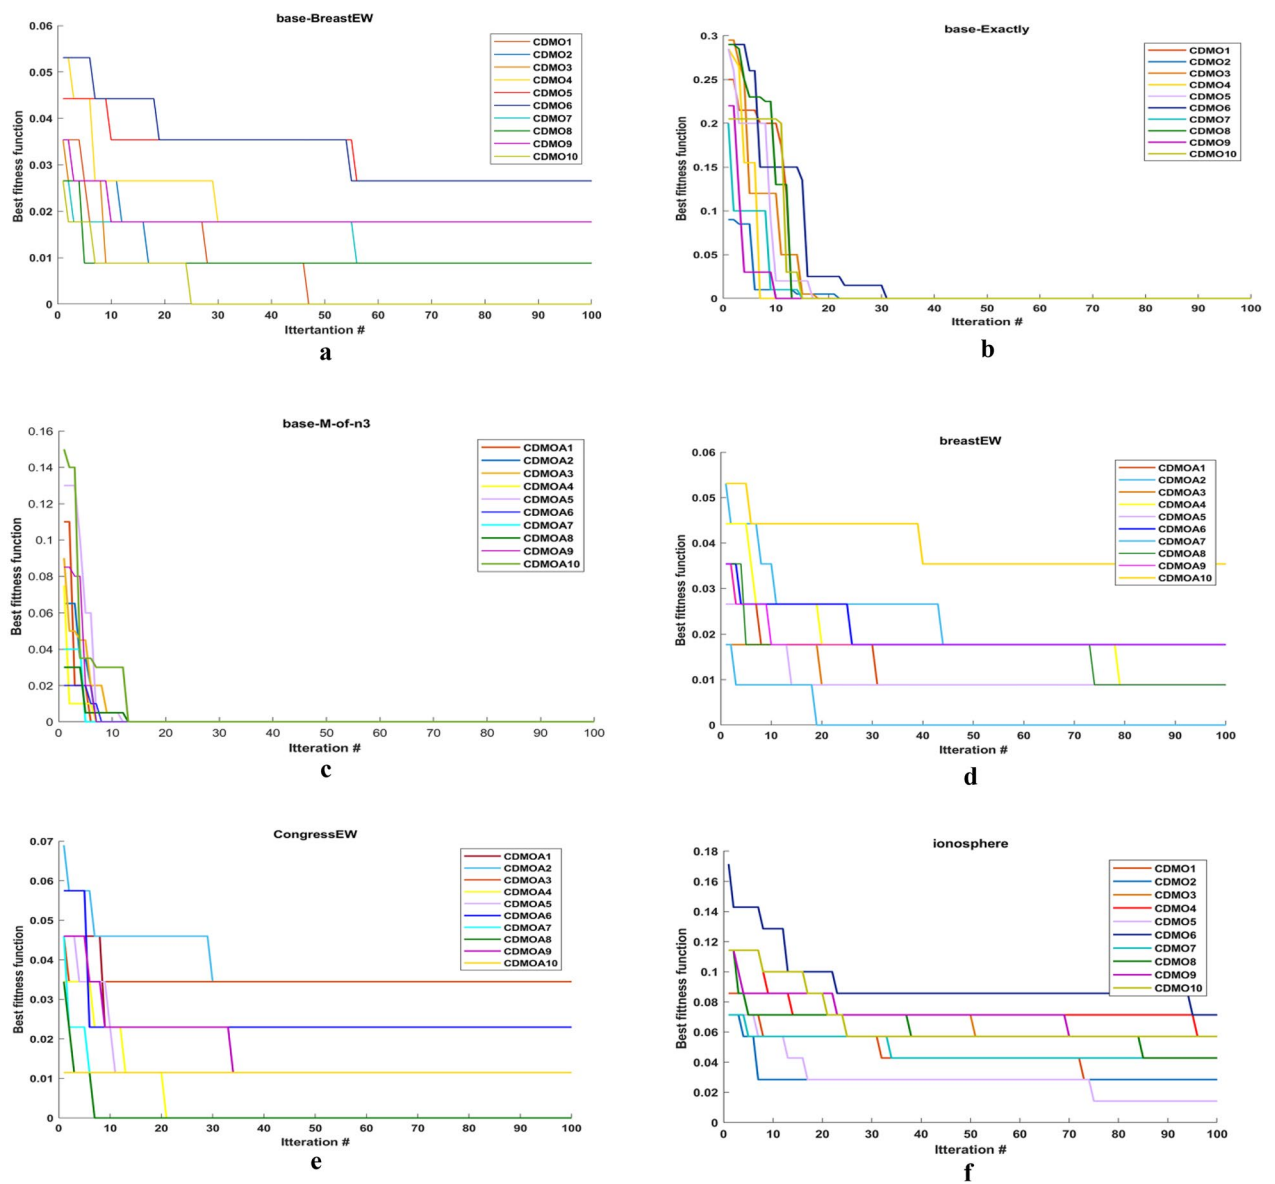 base-BreastEW
Best fittness function
0.06
0.05
0.04
0.03
0.02
0.01
0
0 10 20 30 40 50 60 70 80 90 100
Ittertantion #
CDMO1
CDMO2
CDMO3
CDMO4
CDMO5
CDMO6
CDMO7
CDMO8
CDMO9
CDMO10
a
base-Exactly
Best fittness function
0.3
0.25
0.2
0.15
0.1
0.05
0
0 10 20 30 40 50 60 70 80 90 100
Itteration #
CDMO1
CDMO2
CDMO3
CDMO4
CDMO5
CDMO6
CDMO7
CDMO8
CDMO9
CDMO10
b
base-M-of-n3
Best fittness function
0.16
0.14
0.12
0.1
0.08
0.06
0.04
0.02
0
0 10 20 30 40 50 60 70 80 90 100
Itteration #
CDMOA1
CDMOA2
CDMOA3
CDMOA4
CDMOA5
CDMOA6
CDMOA7
CDMOA8
CDMOA9
CDMOA10
c
breastEW
Best fittness function
0.06
0.05
0.04
0.03
0.02
0.01
0
0 10 20 30 40 50 60 70 80 90 100
Itteration #
CDMOA1
CDMOA2
CDMOA3
CDMOA4
CDMOA5
CDMOA6
CDMOA7
CDMOA8
CDMOA9
CDMOA10
d
CongressEW
Best fittness function
0.07
0.06
0.05
0.04
0.03
0.02
0.01
0
0 10 20 30 40 50 60 70 80 90 100
Itteration #
CDMOA1
CDMOA2
CDMOA3
CDMOA4
CDMOA5
CDMOA6
CDMOA7
CDMOA8
CDMOA9
CDMOA10
e
ionosphere
Best fittness function
0.18
0.16
0.14
0.12
0.1
0.08
0.06
0.04
0.02
0
0 10 20 30 40 50 60 70 80 90 100
Itteration #
CDMO1
CDMO2
CDMO3
CDMO4
CDMO5
CDMO6
CDMO7
CDMO8
CDMO9
CDMO10
f